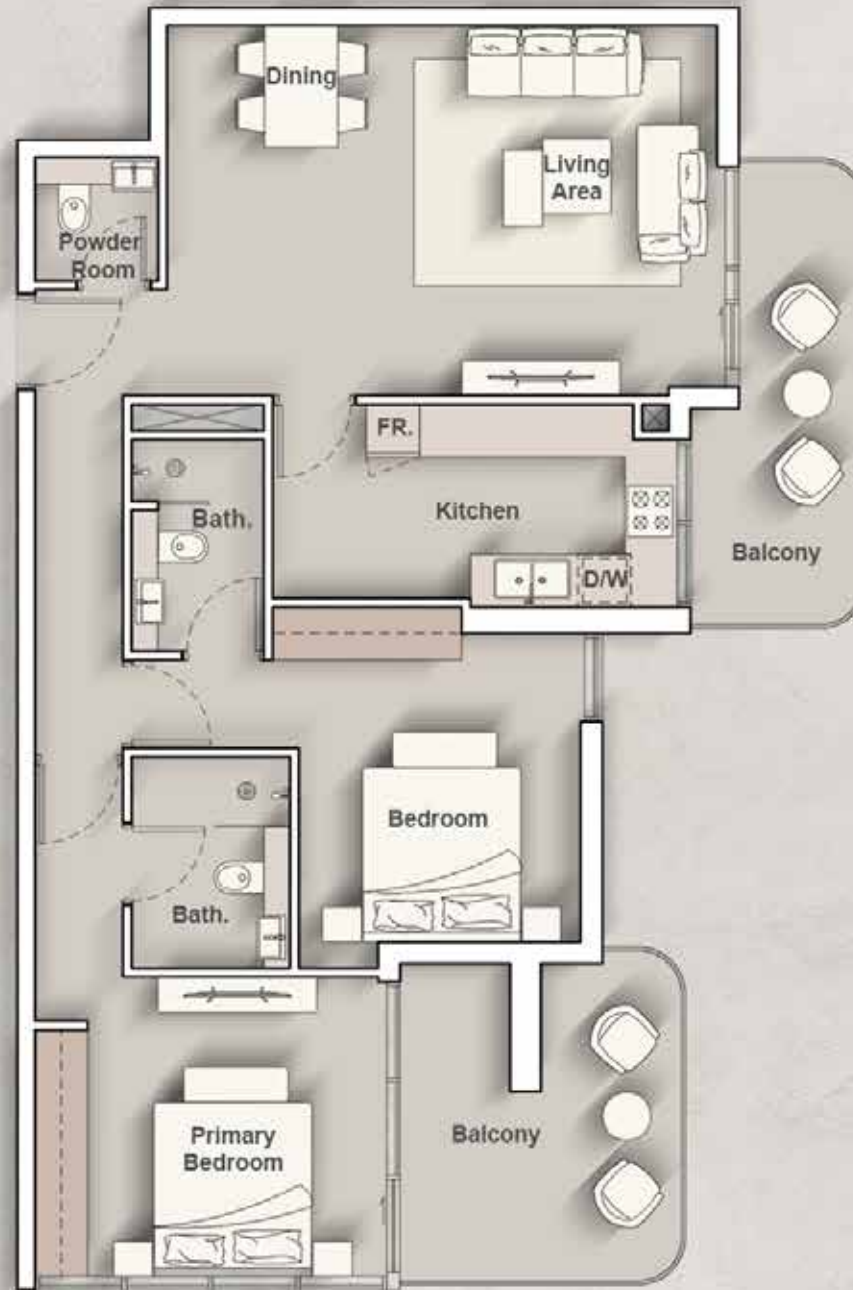 Dining
Living
Area
Powder
Room
FR.
Kitchen
Bath.
Balcony
D/W
Bedroom
Bath.
Primary
Bedroom
Balcony